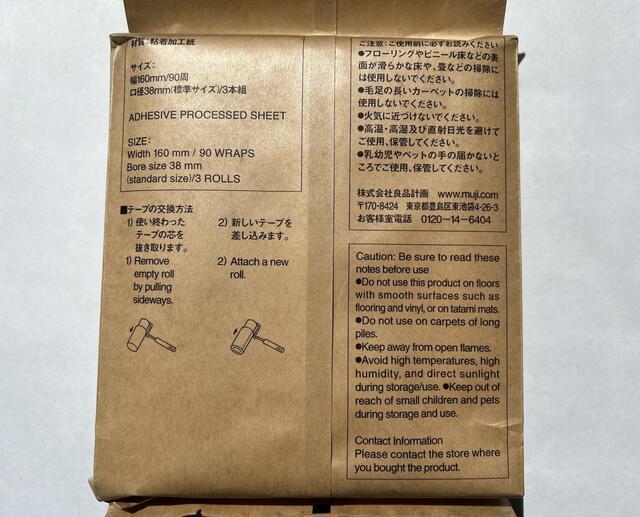 材質：粘着加工紙
サイズ：
幅160mm/90周
口径38mm(標準サイズ)/3本組
ADHESIVE PROCESSED SHEET
SIZE:
Width 160 mm / 90 WRAPS
Bore size 38 mm
(standard size)/3 ROLLS
■テープの交換方法
1) 使い終わった
テープの芯を
抜き取ります。
1) Remove
empty roll
by pulling
sideways.
2) 新しいテープを
差し込みます。
2) Attach a new
roll.
ご注意：ご使用前に必ずお読みください
●フローリングやビニール床などの表
面が滑らかな床や、畳などの掃除に
は使用しないでください。
●毛足の長いカーペットの掃除には
使用しないでください。
●火気に近づけないでください。
●高温・高湿及び直射日光を避けて
ご使用、保管してください。
●乳幼児やペットの手の届かないと
ころでご使用、保管してください。
株式会社良品計画 www.muji.com
〒170-8424 東京都豊島区東池袋4-26-3
お客様室電話 0120-14-6404
Caution: Be sure to read these
notes before use
●Do not use this product on floors
with smooth surfaces such as
flooring and vinyl, or on tatami mats.
●Do not use on carpets of long
piles.
●Keep away from open flames.
●Avoid high temperatures, high
humidity, and direct sunlight
during storage/use. ●Keep out of
reach of small children and pets
during storage and use.
Contact Information
Please contact the store where
you bought the product.